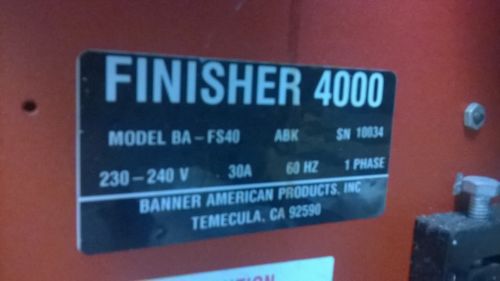 FINISHER 4000
MODEL BA-FS40 ABK SN 10034
230-240 V 30A 60 HZ 1 PHASE
BANNER AMERICAN PRODUCTS, INC
TEMECULA, CA 92590